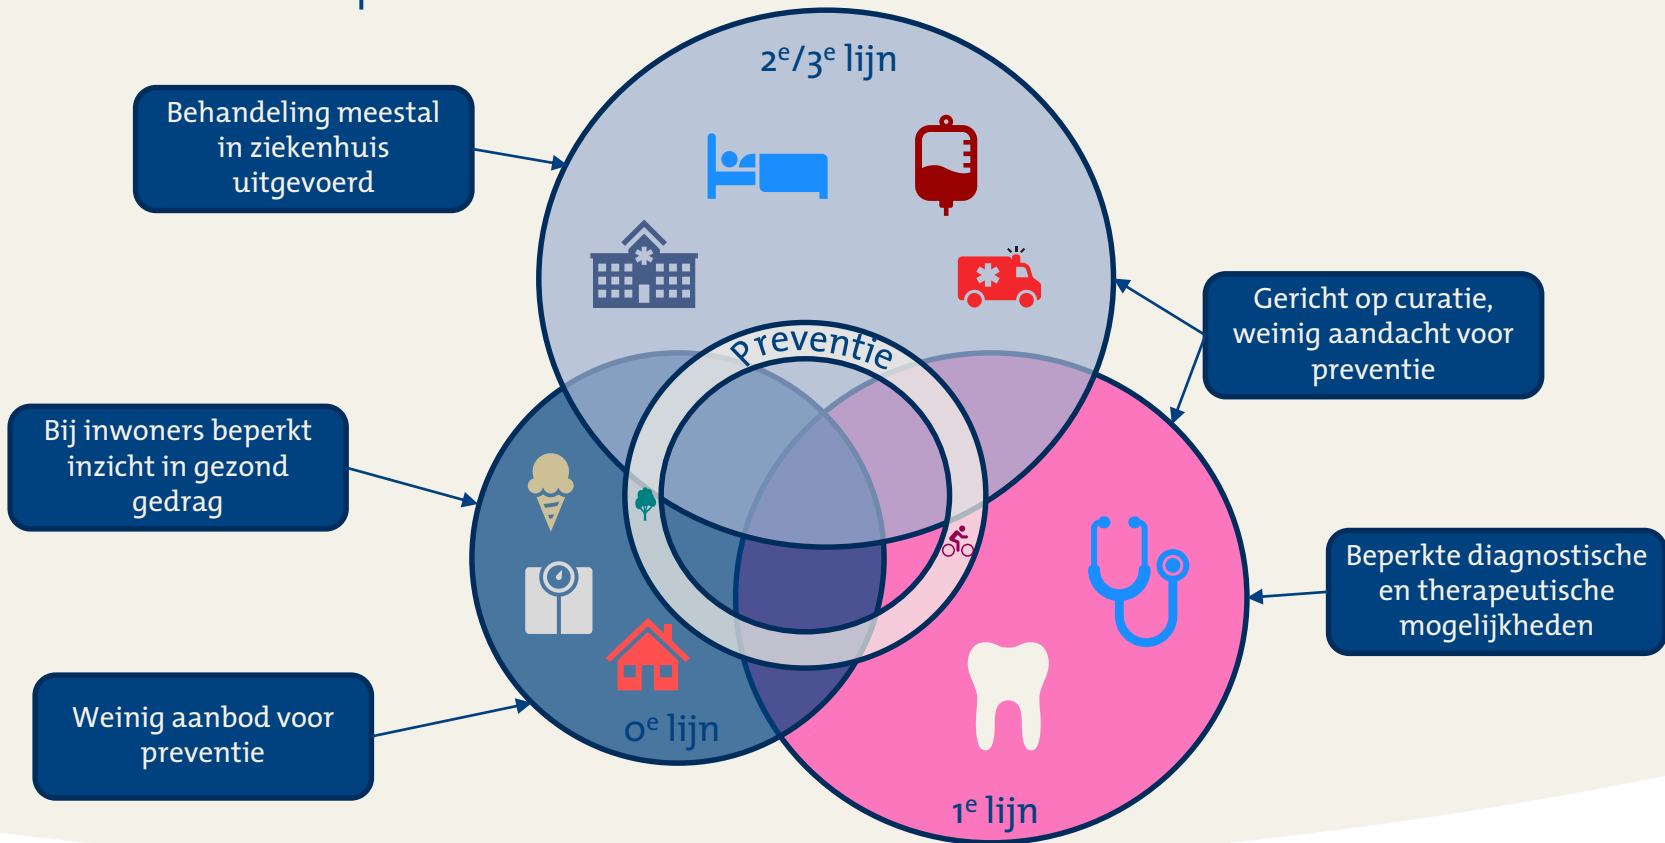 2e/3e lijn
Behandeling meestal
in ziekenhuis
uitgevoerd
Gericht op curatie,
weinig aandacht voor
preventie
Preventie
Bij inwoners beperkt
inzicht in gezond
gedrag
Beperkte diagnostische
en therapeutische
mogelijkheden
Weinig aanbod voor
preventie
0e lijn
1e lijn